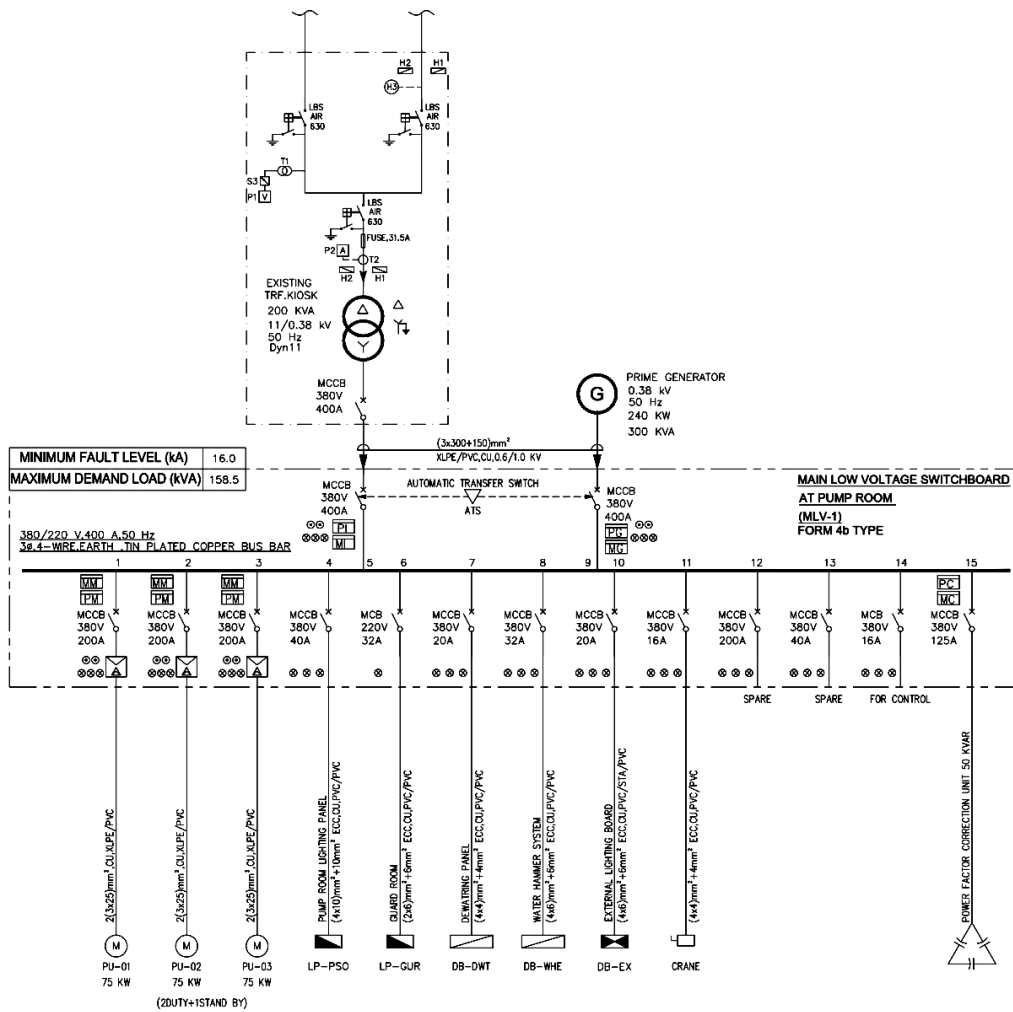 H2
H1
H3
LBS
AIR
630
LBS
AIR
630
T1
S3
P1 V
LBS
AIR
630
FUSE,31.5A
P2 A
T2
H2
H1
EXISTING
TRF.KIOSK
200 KVA
11/0.38 kV
50 Hz
Dyn11
MCCB
380V
400A
G
PRIME GENERATOR
0.38 kV
50 Hz
240 KW
300 KVA
(3x300+150)mm²
XLPE/PVC,CU,0.6/1.0 KV
MINIMUM FAULT LEVEL (kA) 16.0
MAXIMUM DEMAND LOAD (kVA) 158.5
MCCB
380V
400A
AUTOMATIC TRANSFER SWITCH
ATS
MCCB
380V
400A
MAIN LOW VOLTAGE SWITCHBOARD
AT PUMP ROOM
(MLV-1)
FORM 4b TYPE
PI
MI
PG
MG
380/220 V,400 A,50 Hz
3ø,4-WIRE,EARTH ,TIN PLATED COPPER BUS BAR
1 2 3 4 5 6 7 8 9 10 11 12 13 14 15
MM
PM
MM
PM
MM
PM
PC
MC
MCCB
380V
200A
MCCB
380V
200A
MCCB
380V
200A
MCCB
380V
40A
MCB
220V
32A
MCCB
380V
20A
MCCB
380V
32A
MCCB
380V
20A
MCCB
380V
16A
MCCB
380V
200A
MCCB
380V
40A
MCB
380V
16A
MCCB
380V
125A
SPARE
SPARE
FOR CONTROL
2(3x25)mm²,CU,XLPE/PVC
2(3x25)mm²,CU,XLPE/PVC
2(3x25)mm²,CU,XLPE/PVC
PUMP ROOM LIGHTING PANEL
(4x10)mm²+10mm² ECC,CU,PVC/PVC
GUARD ROOM
(2x6)mm²+6mm² ECC,CU,PVC/PVC
DEWATRING PANEL
(4x4)mm²+4mm² ECC,CU,PVC/PVC
WATER HAMMER SYSTEM
(4x6)mm²+6mm² ECC,CU,PVC/PVC
EXTERNAL LIGHTING BOARD
(4x6)mm²+6mm² ECC,CU,PVC/STA/PVC
(4x4)mm²+4mm² ECC,CU,PVC/PVC
POWER FACTOR CORRECTION UNIT 50 KVAR
M
PU-01
75 KW
M
PU-02
75 KW
M
PU-03
75 KW
LP-PSO
LP-GUR
DB-DWT
DB-WHE
DB-EX
CRANE
(2DUTY+1STAND BY)